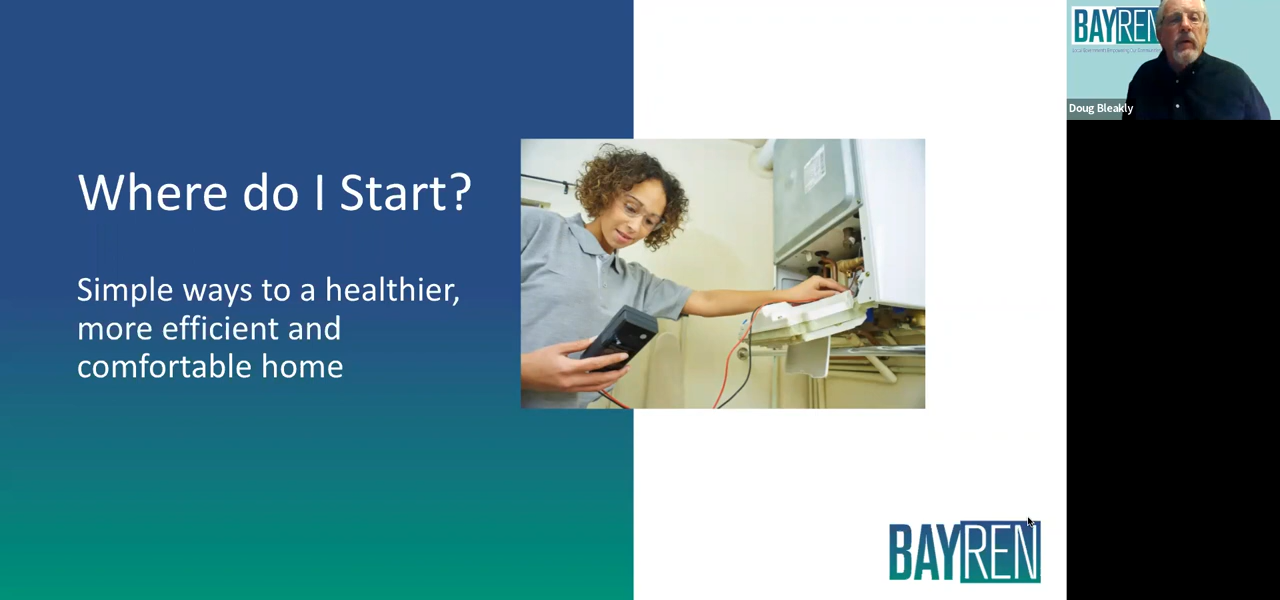 Where do I Start?
Simple ways to a healthier,
more efficient and
comfortable home
BAYREN
BAYREN
Doug Bleakly